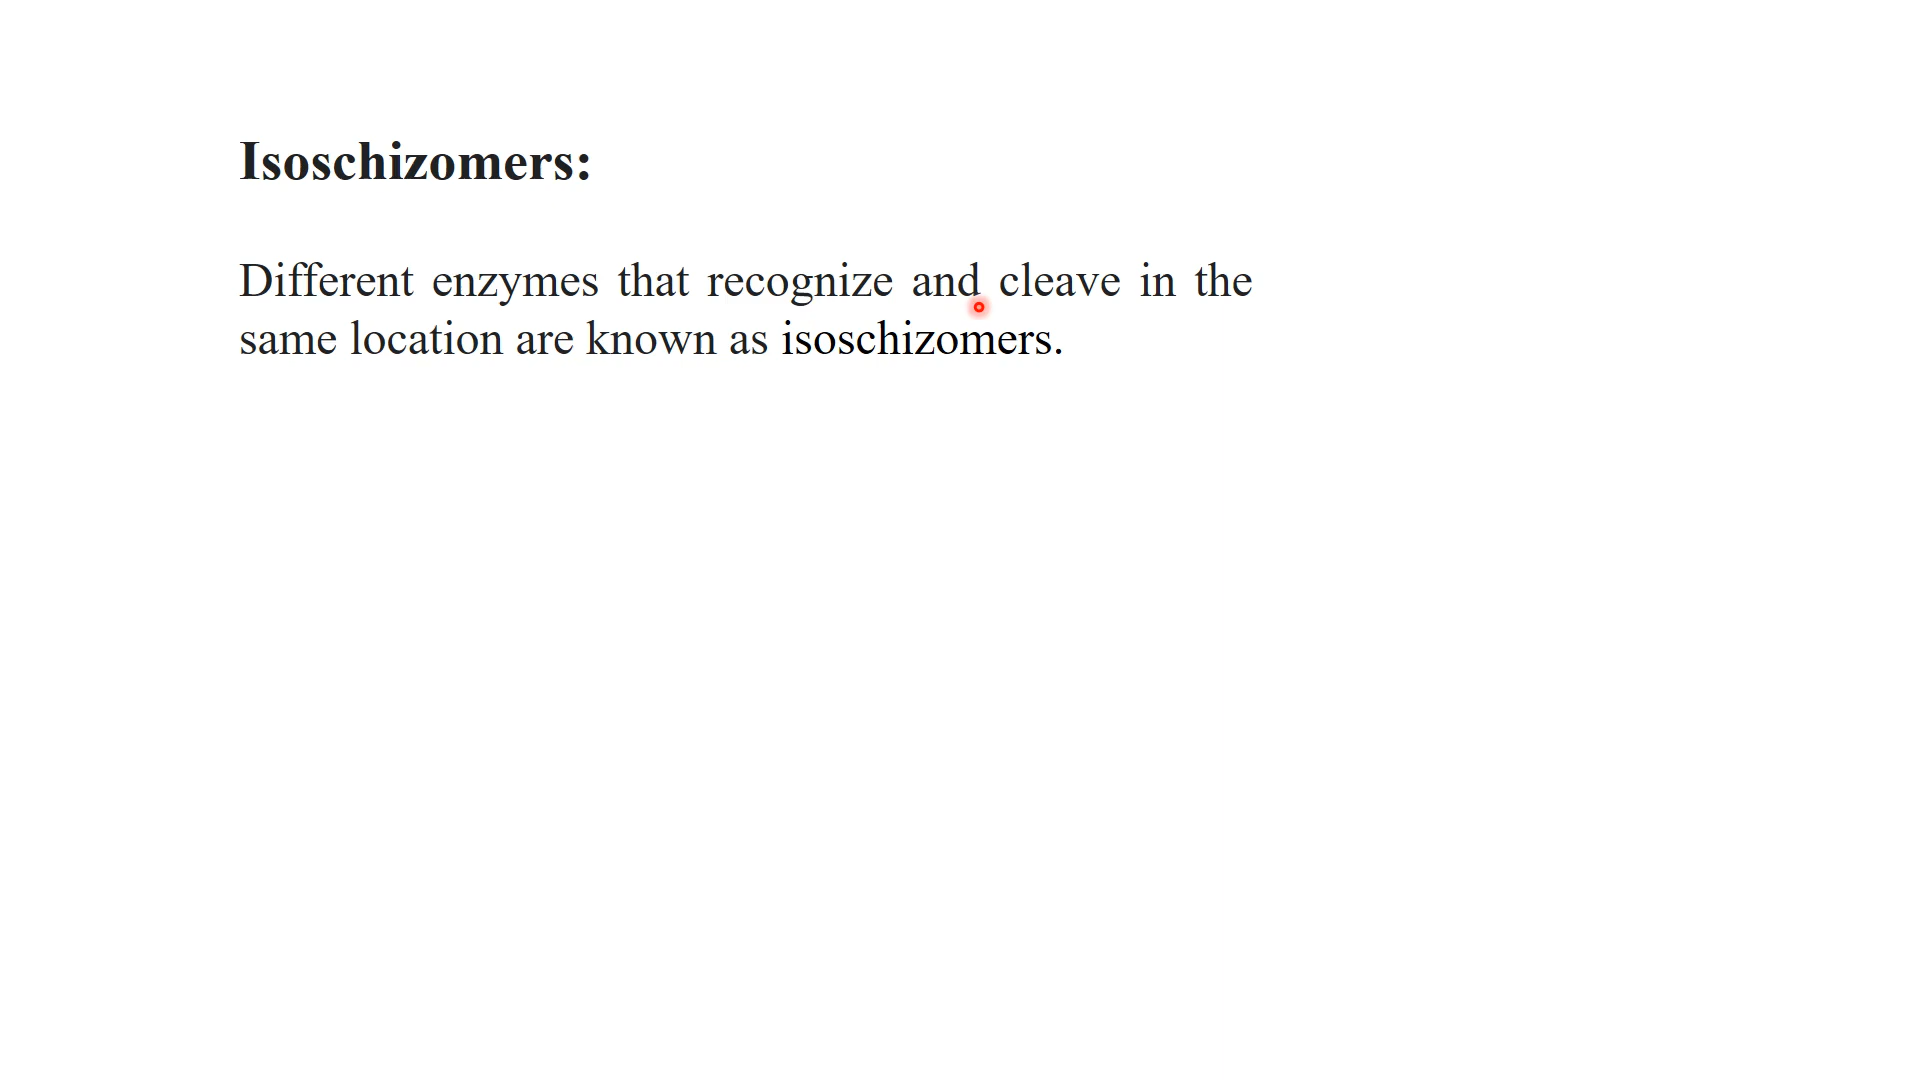 Isoschizomers:
Different enzymes that recognize and cleave in the
same location are known as isoschizomers.